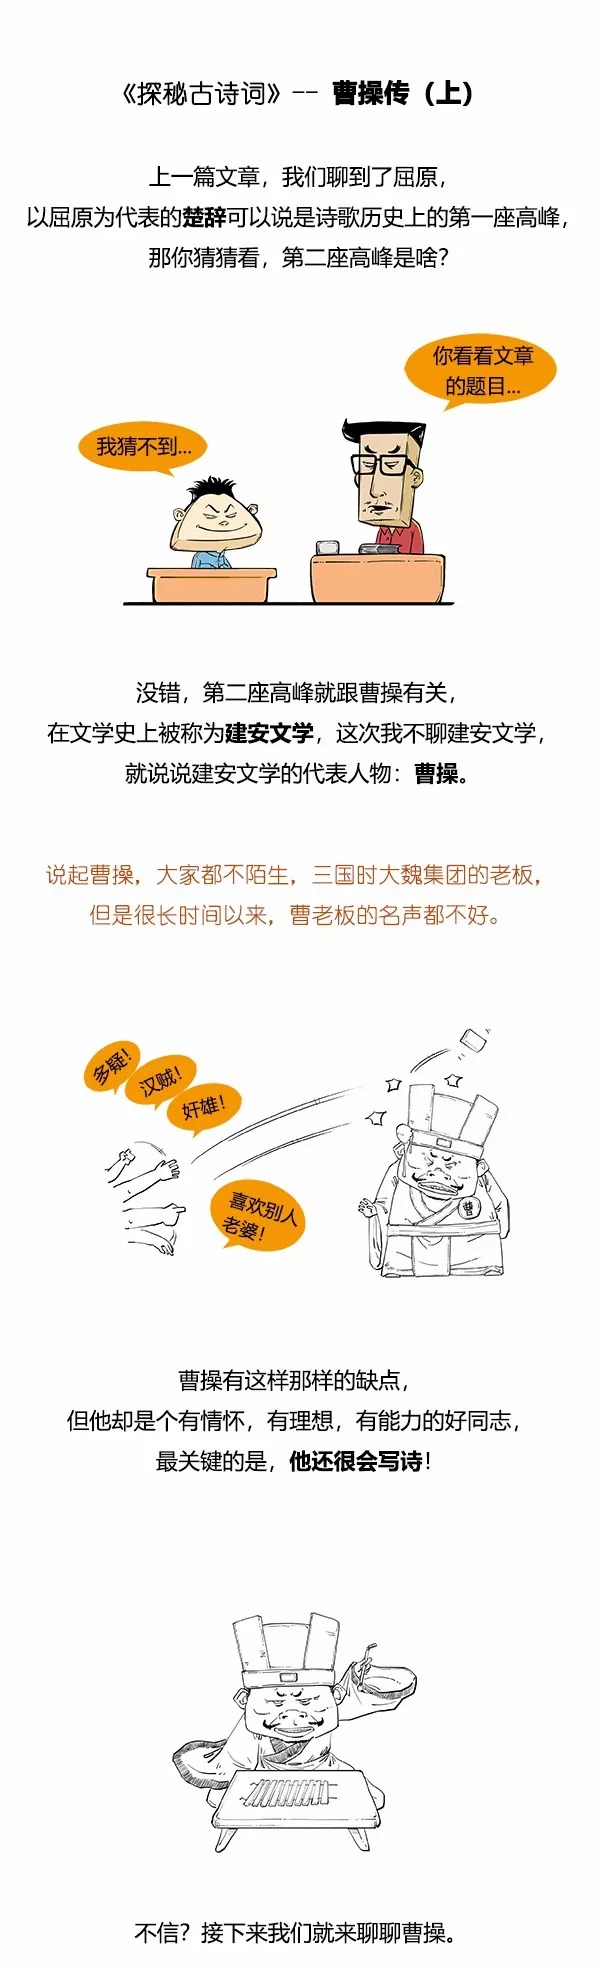 《探秘古诗词》-- 曹操传（上）
上一篇文章，我们聊到了屈原，
以屈原为代表的楚辞可以说是诗歌历史上的第一座高峰，
那你猜猜看，第二座高峰是啥？
你看看文章
的题目...
我猜不到...
没错，第二座高峰就跟曹操有关，
在文学史上被称为建安文学，这次我不聊建安文学，
就说说建安文学的代表人物：曹操。
说起曹操，大家都不陌生，三国时大魏集团的老板，
但是很长时间以来，曹老板的名声都不好。
多疑！
汉贼！
奸雄！
喜欢别人
老婆！
曹
曹操有这样那样的缺点，
但他却是个有情怀，有理想，有能力的好同志，
最关键的是，他还很会写诗！
不信？接下来我们就来聊聊曹操。